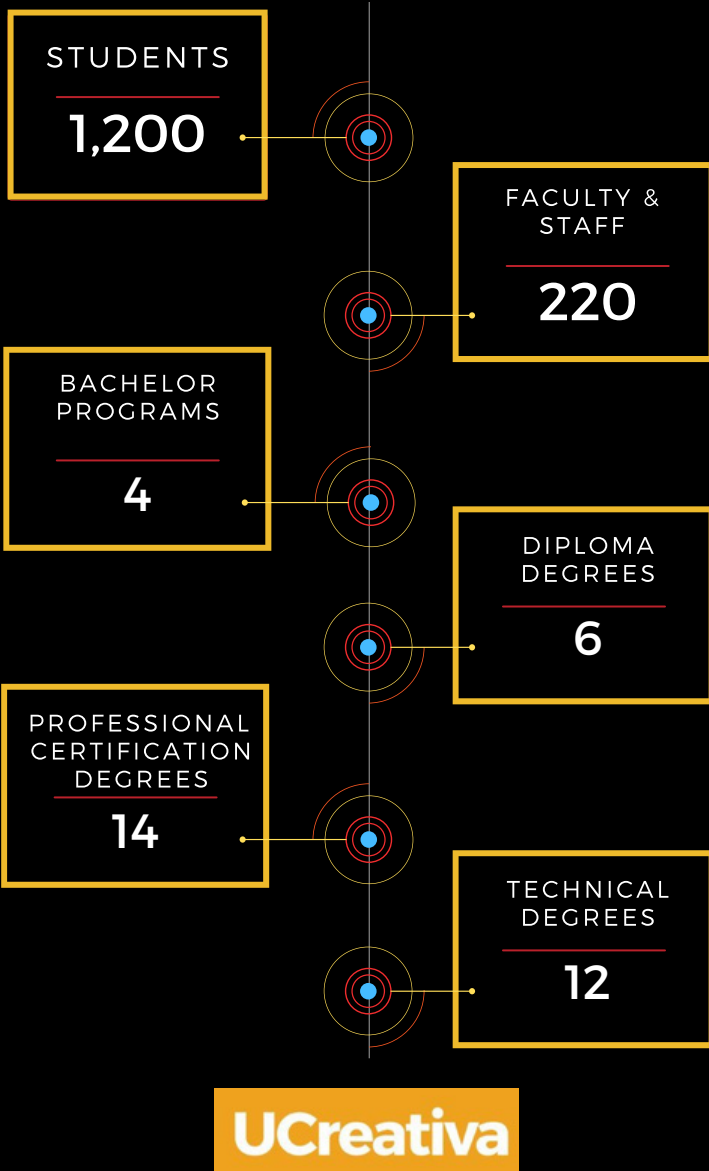 STUDENTS
1,200
FACULTY &
STAFF
220
BACHELOR
PROGRAMS
4
DIPLOMA
DEGREES
6
PROFESSIONAL
CERTIFICATION
DEGREES
14
TECHNICAL
DEGREES
12
UCreativa